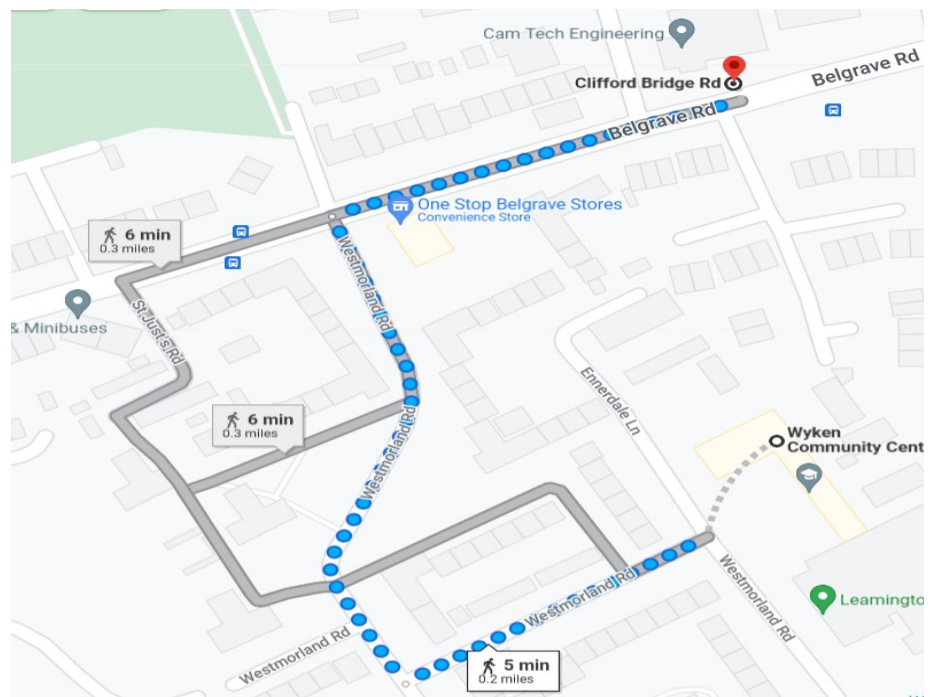 Cam Tech Engineering
Clifford Bridge Rd
Belgrave Rd
Belgrave Rd
One Stop Belgrave Stores
Convenience Store
6 min
0.3 miles
Westmorland Rd
& Minibuses
St Just's Rd
Ennerdale Ln
6 min
0.3 miles
Westmorland Rd
Wyken
Community Cent
Westmorland Rd
Leamingto
Westmorland Rd
Westmorland Rd
5 min
0.2 miles